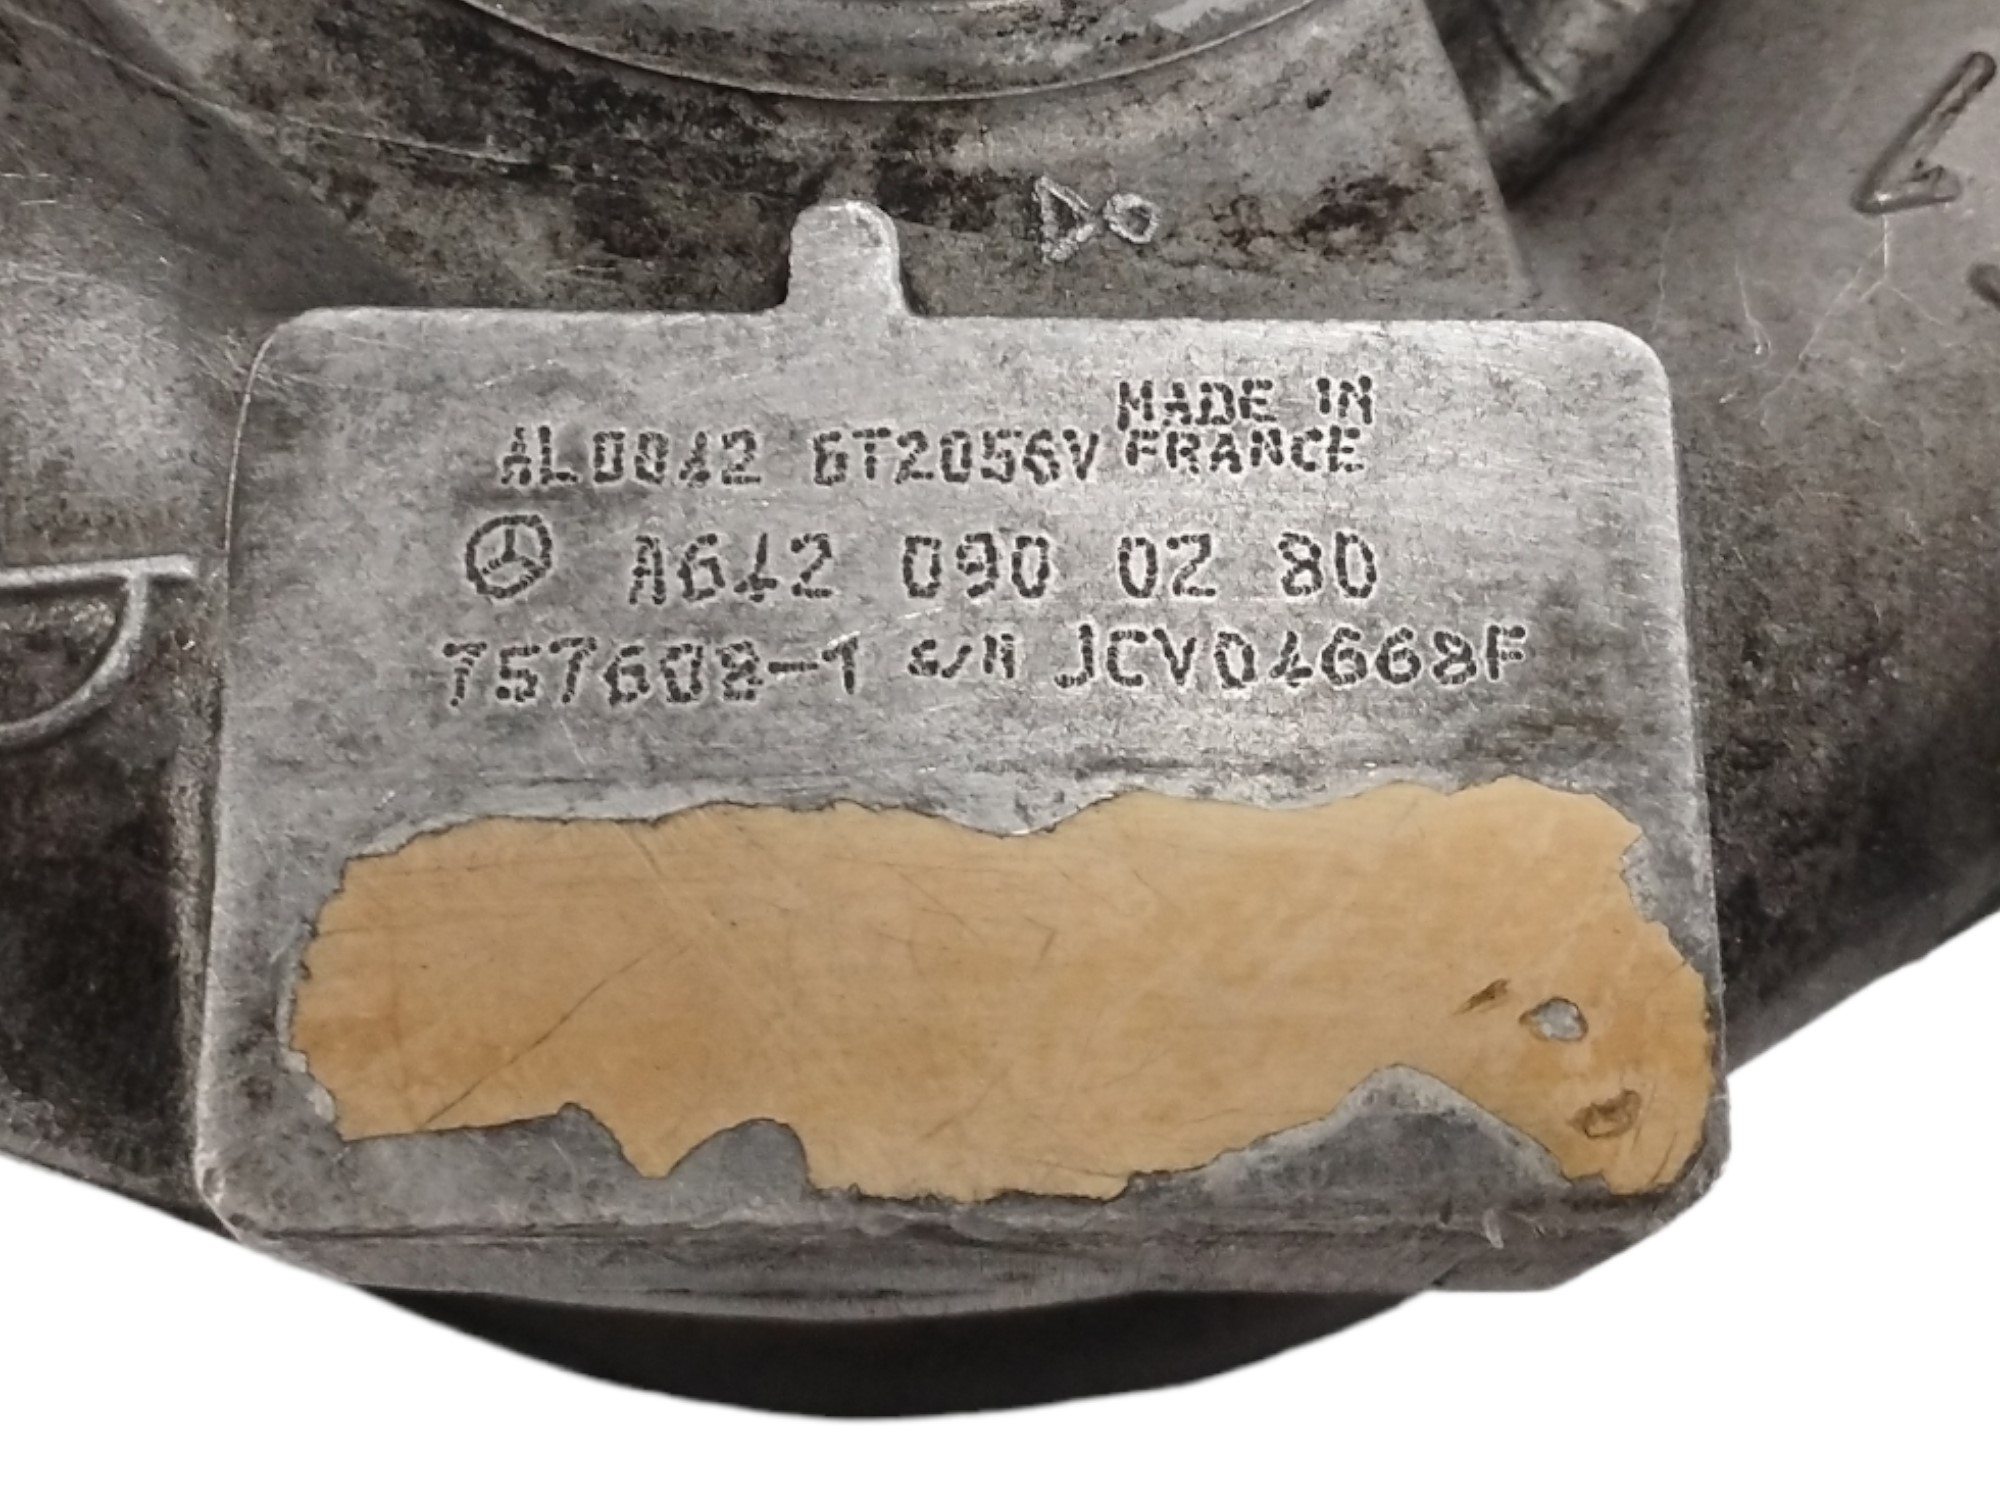 AL0042 GT2056V MADE IN FRANCE
A642 090 02 80
757608-1 S/N JCV04668F